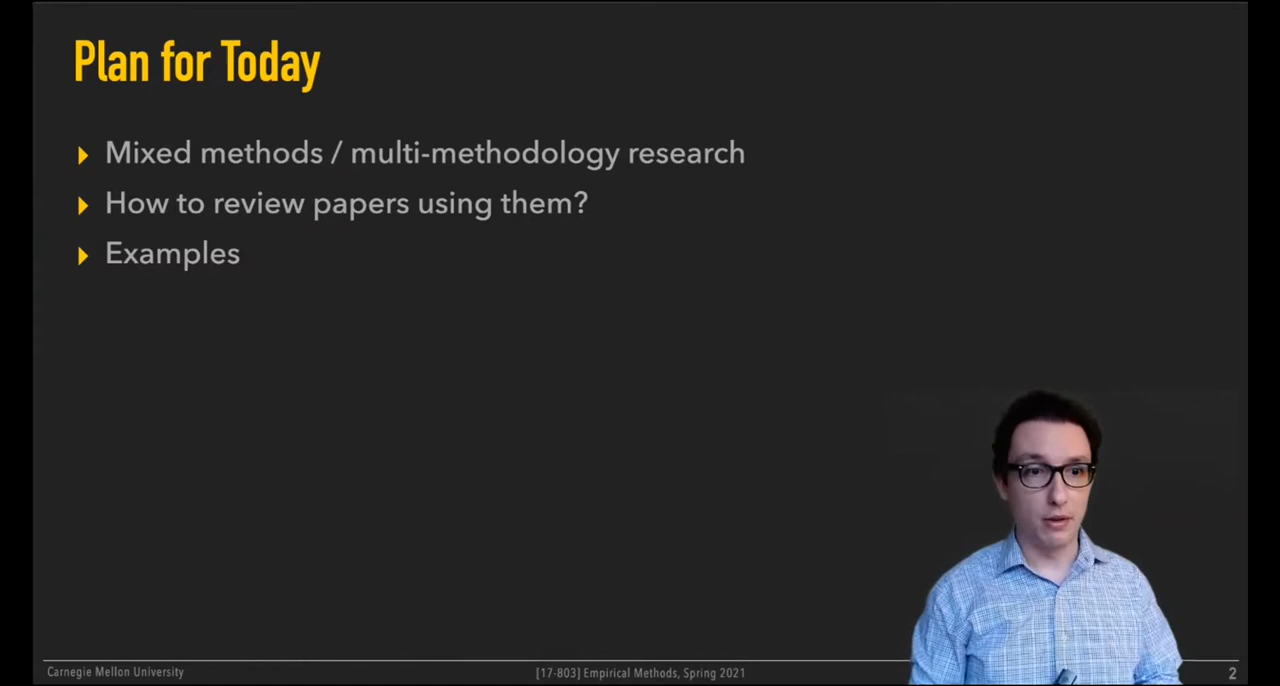 Plan for Today
Mixed methods / multi-methodology research
How to review papers using them?
Examples
Carnegie Mellon University
[17-803] Empirical Methods, Spring 2021
2